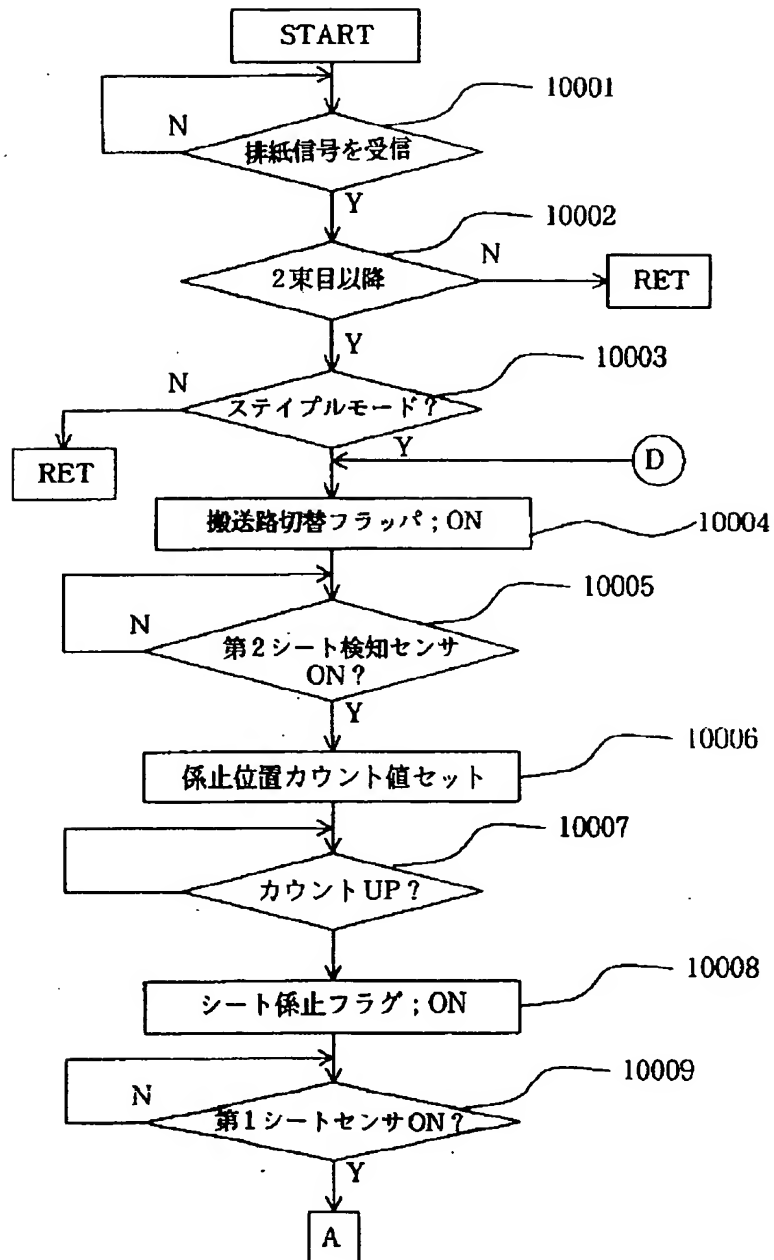 START
10001
N
排紙信号を受信
Y
10002
2束目以降
N
RET
Y
10003
N
ステイプルモード?
RET
Y
D
搬送路切替フラッパ;ON
10004
10005
N
第2シート検知センサ
ON?
Y
10006
係止位置カウント値セット
10007
カウントUP?
10008
シート係止フラグ;ON
10009
N
第1シートセンサON?
Y
A